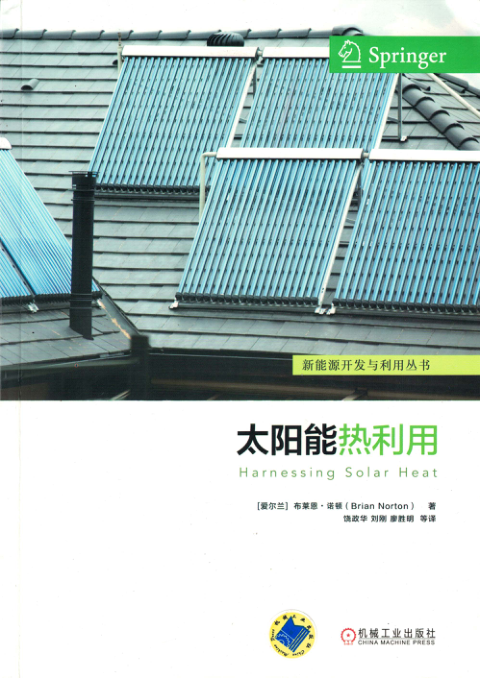 Springer
新能源开发与利用丛书
太阳能热利用
Harnessing Solar Heat
[爱尔兰] 布莱恩·诺顿（Brian Norton） 著
饶政华 刘刚 廖胜明 等译
机械工业出版社
CHINA MACHINE PRESS